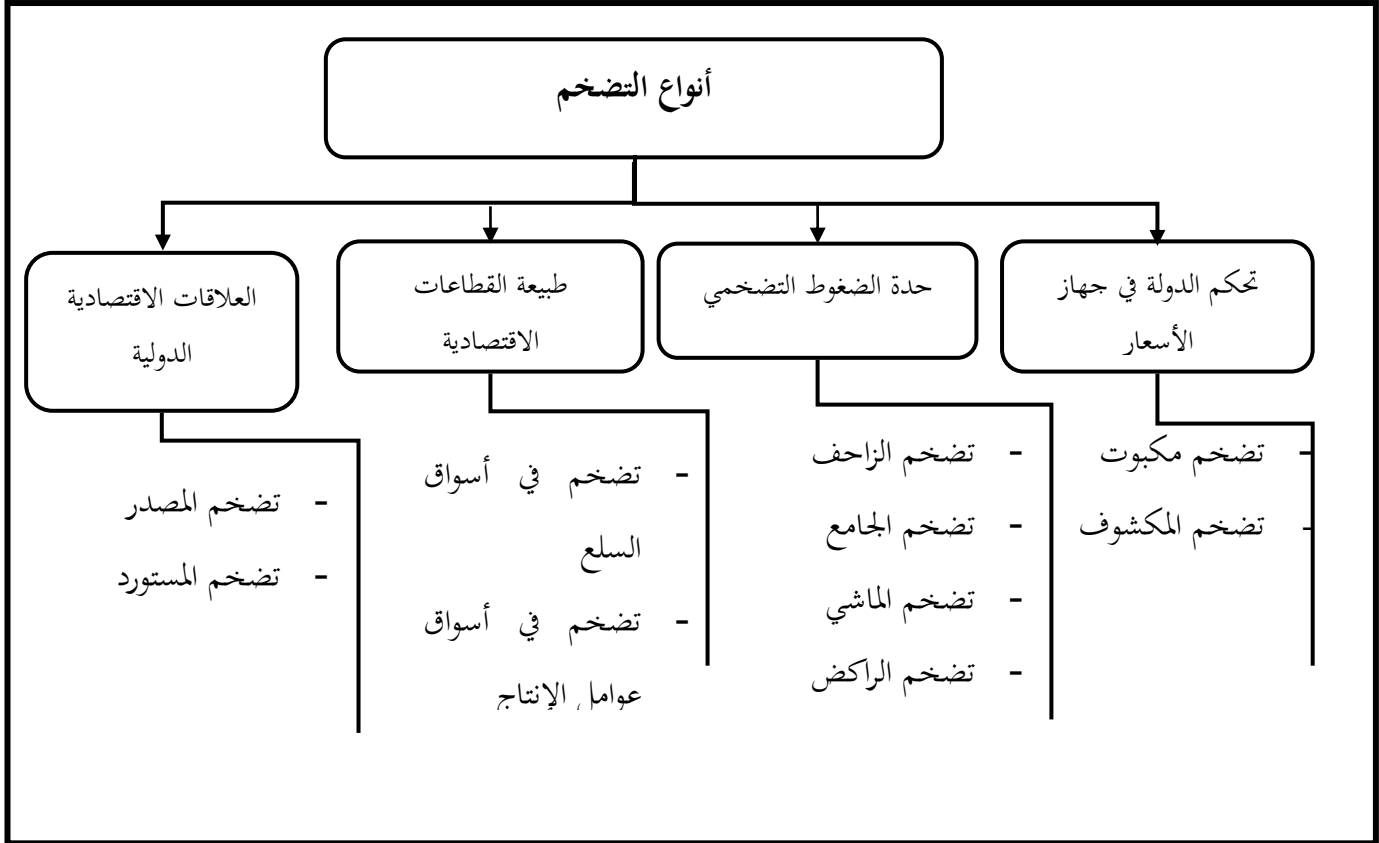 أنواع التضخم
تحكم الدولة في جهاز
الأسعار
حدة الضغوط التضخمي
طبيعة القطاعات
الاقتصادية
العلاقات الاقتصادية
الدولية
- تضخم مكبوت
- تضخم المكشوف
- تضخم الزاحف
- تضخم الجامع
- تضخم الماشي
- تضخم الراكض
- تضخم في أسواق
السلع
- تضخم في أسواق
عوامل الإنتاج
- تضخم المصدر
- تضخم المستورد